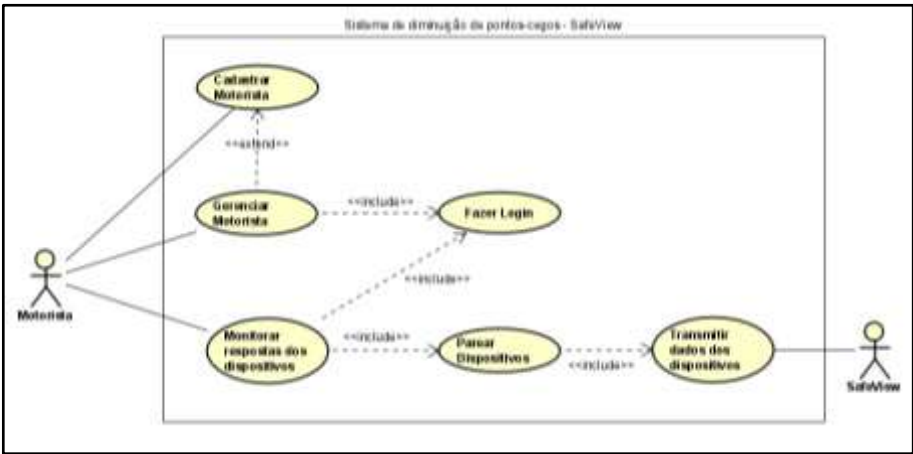 Sistema de diminuição de pontos-cegos - SafeView
Cadastrar
Motorista
<<extend>>
Gerenciar
Motorista
<<include>>
Fazer Login
<<include>>
Motorista
Monitorar
respostas dos
dispositivos
<<include>>
Parear
Dispositivos
<<include>>
Transmitir
dados dos
dispositivos
SafeView